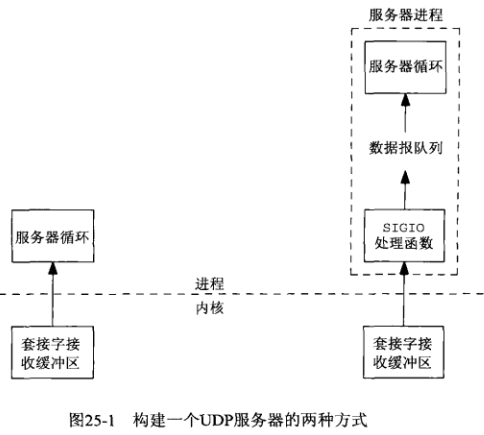 服务器进程
服务器循环
数据报队列
SIGIO
处理函数
服务器循环
进程
内核
套接字接
收缓冲区
套接字接
收缓冲区
图25-1 构建一个UDP服务器的两种方式